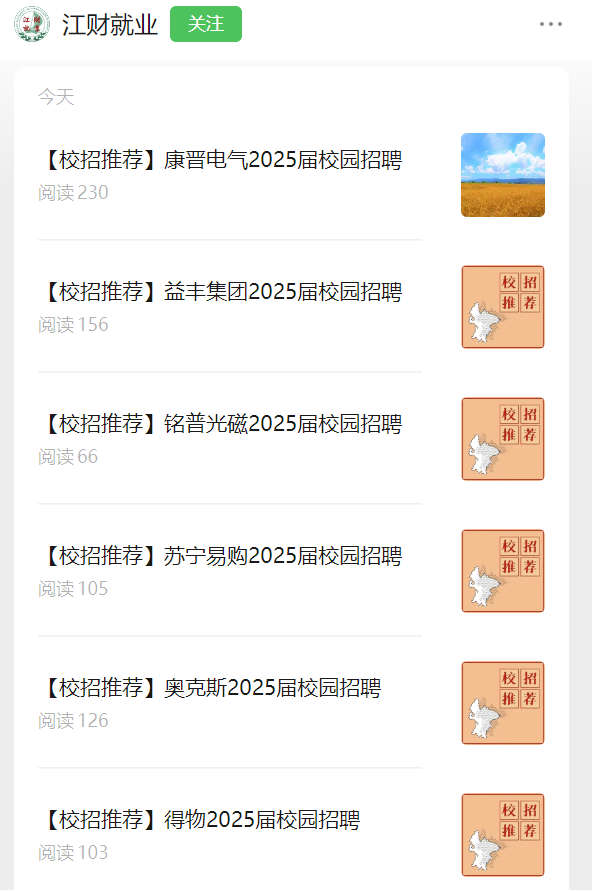 江财就业 关注
今天
【校招推荐】康晋电气2025届校园招聘
阅读 230
【校招推荐】益丰集团2025届校园招聘
阅读 156
校招
推荐
【校招推荐】铭普光磁2025届校园招聘
阅读 66
校招
推荐
【校招推荐】苏宁易购2025届校园招聘
阅读 105
校招
推荐
【校招推荐】奥克斯2025届校园招聘
阅读 126
校招
推荐
【校招推荐】得物2025届校园招聘
阅读 103
校招
推荐